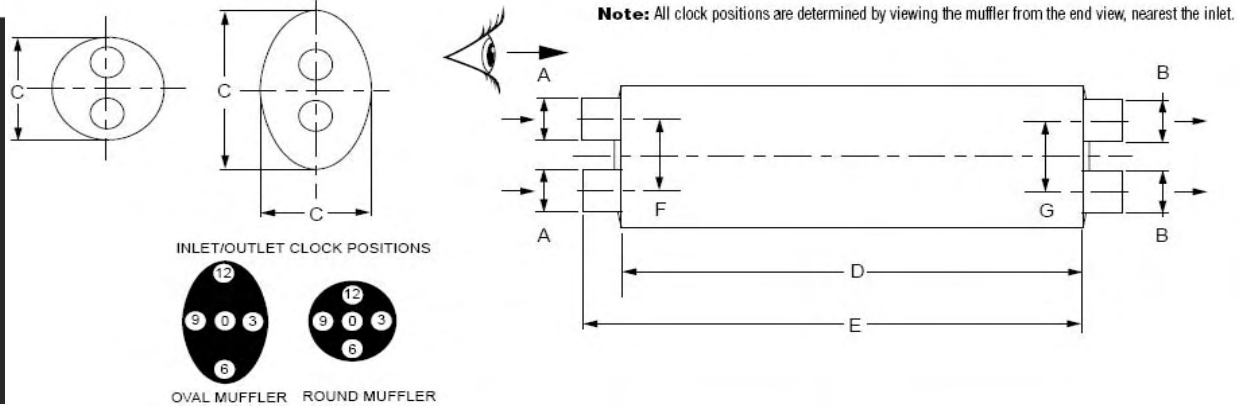 Note: All clock positions are determined by viewing the muffler from the end view, nearest the inlet.
C
C
C
A
A
B
B
F
G
D
E
INLET/OUTLET CLOCK POSITIONS
12
9 0 3
6
12
9 0 3
6
OVAL MUFFLER
ROUND MUFFLER